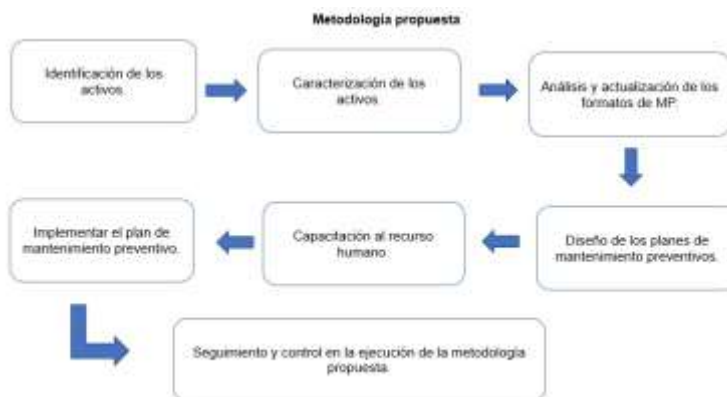 Metodología propuesta
Identificación de los
activos.
Caracterización de los
activos.
Análisis y actualización de los
formatos de MP.
Implementar el plan de
mantenimiento preventivo.
Capacitación al recurso
humano
Diseño de los planes de
mantenimiento preventivos.
Seguimiento y control en la ejecución de la metodología
propuesta.